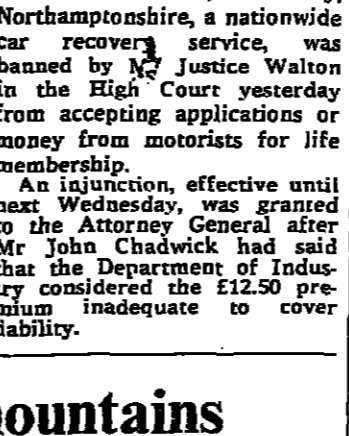 Northamptonshire, a nationwide
car recovery service, was
banned by Mr Justice Walton
in the High Court yesterday
from accepting applications or
money from motorists for life
membership.
An injunction, effective until
next Wednesday, was granted
to the Attorney General after
Mr John Chadwick had said
that the Department of Indus-
try considered the £12.50 pre-
mium inadequate to cover
liability.
mountains